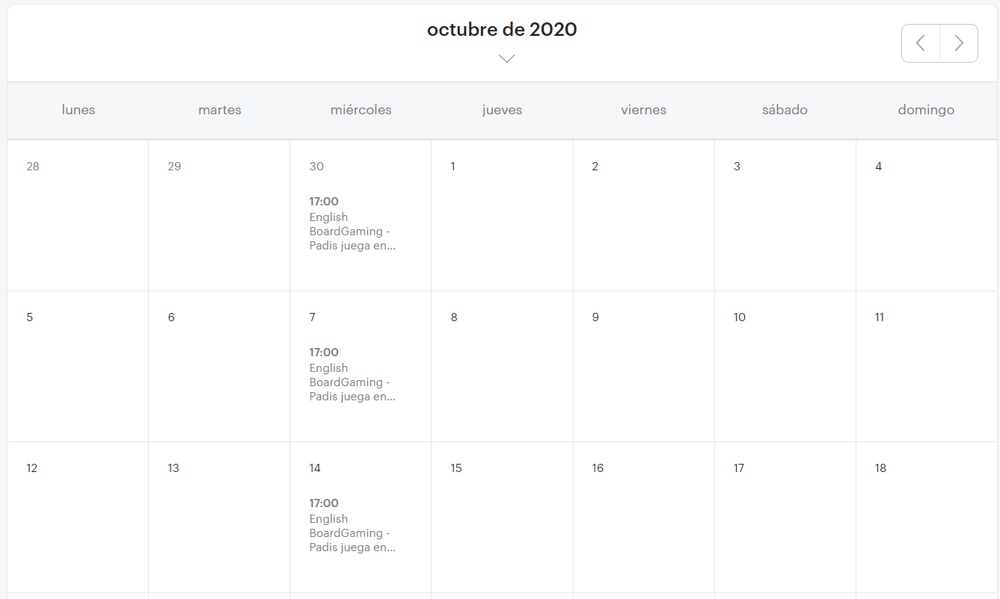 octubre de 2020
lunes martes miércoles jueves viernes sábado domingo
28 29 30 1 2 3 4
17:00
English
BoardGaming -
Padis juega en...
5 6 7 8 9 10 11
17:00
English
BoardGaming -
Padis juega en...
12 13 14 15 16 17 18
17:00
English
BoardGaming -
Padis juega en...